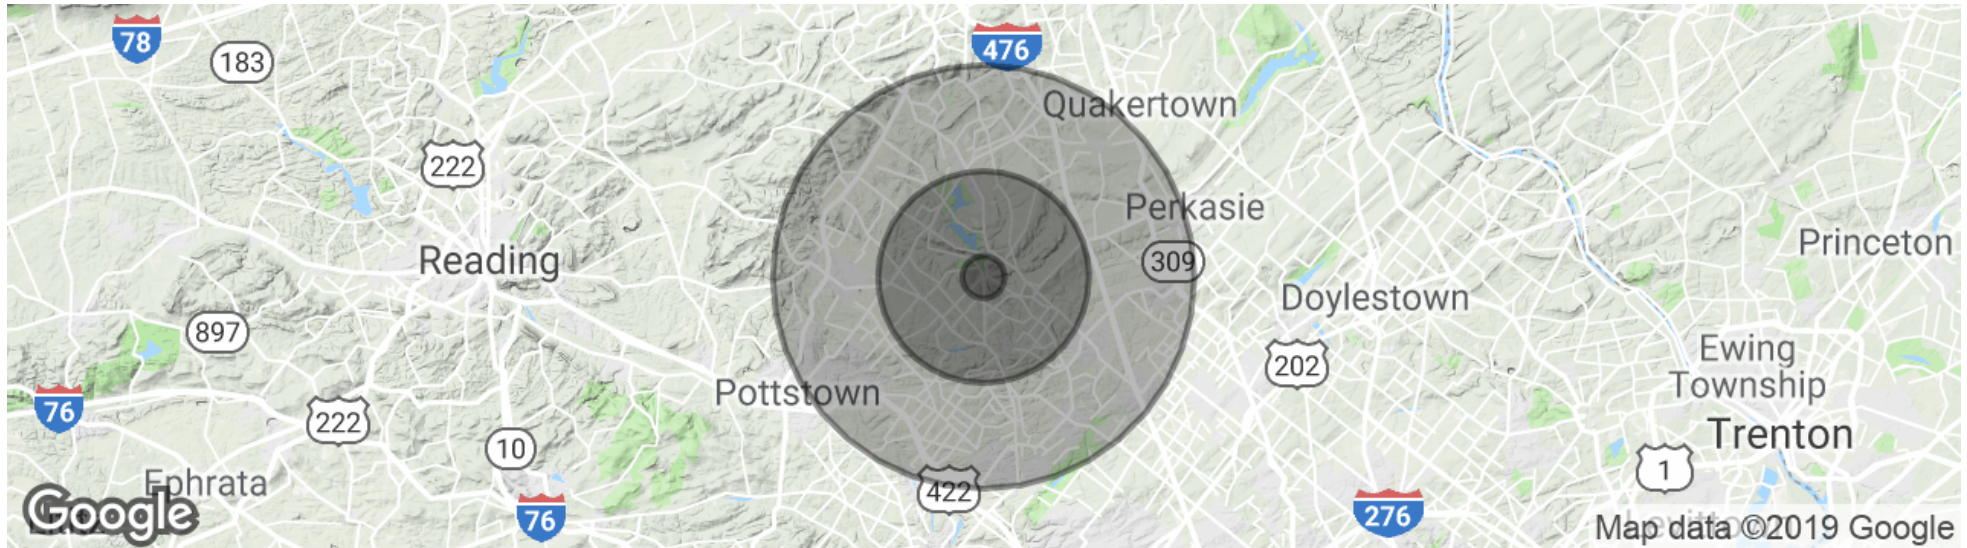 78
183
476
Quakertown
222
Perkasie
Reading
309
Princeton
Doylestown
897
Ewing
Township
202
76
Pottstown
222
Trenton
10
1
Ephrata
422
Google
76
276
Map data ©2019 Google